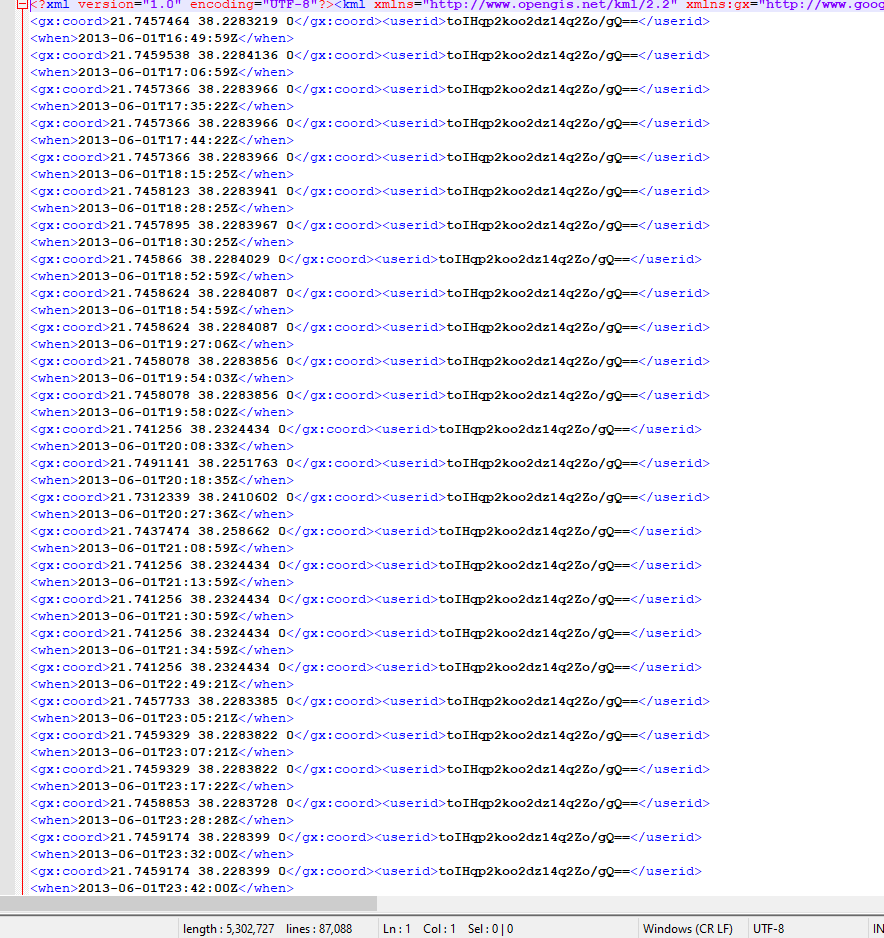 <?xml version="1.0" encoding="UTF-8"?><kml xmlns="http://www.opengis.net/kml/2.2" xmlns:gx="http://www.goog
<gx:coord>21.7457464 38.2283219 0</gx:coord><userid>toIHqp2koo2dz14q2Zo/gQ==</userid>
<when>2013-06-01T16:49:59Z</when>
<gx:coord>21.7459538 38.2284136 0</gx:coord><userid>toIHqp2koo2dz14q2Zo/gQ==</userid>
<when>2013-06-01T17:06:59Z</when>
<gx:coord>21.7457366 38.2283966 0</gx:coord><userid>toIHqp2koo2dz14q2Zo/gQ==</userid>
<when>2013-06-01T17:35:22Z</when>
<gx:coord>21.7457366 38.2283966 0</gx:coord><userid>toIHqp2koo2dz14q2Zo/gQ==</userid>
<when>2013-06-01T17:44:22Z</when>
<gx:coord>21.7457366 38.2283966 0</gx:coord><userid>toIHqp2koo2dz14q2Zo/gQ==</userid>
<when>2013-06-01T18:15:25Z</when>
<gx:coord>21.7458123 38.2283941 0</gx:coord><userid>toIHqp2koo2dz14q2Zo/gQ==</userid>
<when>2013-06-01T18:28:25Z</when>
<gx:coord>21.7457895 38.2283967 0</gx:coord><userid>toIHqp2koo2dz14q2Zo/gQ==</userid>
<when>2013-06-01T18:30:25Z</when>
<gx:coord>21.745866 38.2284029 0</gx:coord><userid>toIHqp2koo2dz14q2Zo/gQ==</userid>
<when>2013-06-01T18:52:59Z</when>
<gx:coord>21.7458624 38.2284087 0</gx:coord><userid>toIHqp2koo2dz14q2Zo/gQ==</userid>
<when>2013-06-01T18:54:59Z</when>
<gx:coord>21.7458624 38.2284087 0</gx:coord><userid>toIHqp2koo2dz14q2Zo/gQ==</userid>
<when>2013-06-01T19:27:06Z</when>
<gx:coord>21.7458078 38.2283856 0</gx:coord><userid>toIHqp2koo2dz14q2Zo/gQ==</userid>
<when>2013-06-01T19:54:03Z</when>
<gx:coord>21.7458078 38.2283856 0</gx:coord><userid>toIHqp2koo2dz14q2Zo/gQ==</userid>
<when>2013-06-01T19:58:02Z</when>
<gx:coord>21.741256 38.2324434 0</gx:coord><userid>toIHqp2koo2dz14q2Zo/gQ==</userid>
<when>2013-06-01T20:08:33Z</when>
<gx:coord>21.7491141 38.2251763 0</gx:coord><userid>toIHqp2koo2dz14q2Zo/gQ==</userid>
<when>2013-06-01T20:18:35Z</when>
<gx:coord>21.7312339 38.2410602 0</gx:coord><userid>toIHqp2koo2dz14q2Zo/gQ==</userid>
<when>2013-06-01T20:27:36Z</when>
<gx:coord>21.7437474 38.258662 0</gx:coord><userid>toIHqp2koo2dz14q2Zo/gQ==</userid>
<when>2013-06-01T21:08:59Z</when>
<gx:coord>21.741256 38.2324434 0</gx:coord><userid>toIHqp2koo2dz14q2Zo/gQ==</userid>
<when>2013-06-01T21:13:59Z</when>
<gx:coord>21.741256 38.2324434 0</gx:coord><userid>toIHqp2koo2dz14q2Zo/gQ==</userid>
<when>2013-06-01T21:30:59Z</when>
<gx:coord>21.741256 38.2324434 0</gx:coord><userid>toIHqp2koo2dz14q2Zo/gQ==</userid>
<when>2013-06-01T21:34:59Z</when>
<gx:coord>21.741256 38.2324434 0</gx:coord><userid>toIHqp2koo2dz14q2Zo/gQ==</userid>
<when>2013-06-01T22:49:21Z</when>
<gx:coord>21.7457733 38.2283385 0</gx:coord><userid>toIHqp2koo2dz14q2Zo/gQ==</userid>
<when>2013-06-01T23:05:21Z</when>
<gx:coord>21.7459329 38.2283822 0</gx:coord><userid>toIHqp2koo2dz14q2Zo/gQ==</userid>
<when>2013-06-01T23:07:21Z</when>
<gx:coord>21.7459329 38.2283822 0</gx:coord><userid>toIHqp2koo2dz14q2Zo/gQ==</userid>
<when>2013-06-01T23:17:22Z</when>
<gx:coord>21.7458853 38.2283728 0</gx:coord><userid>toIHqp2koo2dz14q2Zo/gQ==</userid>
<when>2013-06-01T23:28:28Z</when>
<gx:coord>21.7459174 38.228399 0</gx:coord><userid>toIHqp2koo2dz14q2Zo/gQ==</userid>
<when>2013-06-01T23:32:00Z</when>
<gx:coord>21.7459174 38.228399 0</gx:coord><userid>toIHqp2koo2dz14q2Zo/gQ==</userid>
<when>2013-06-01T23:42:00Z</when>
length : 5,302,727 lines : 87,088 Ln : 1 Col : 1 Sel : 0 | 0 Windows (CR LF) UTF-8 IN